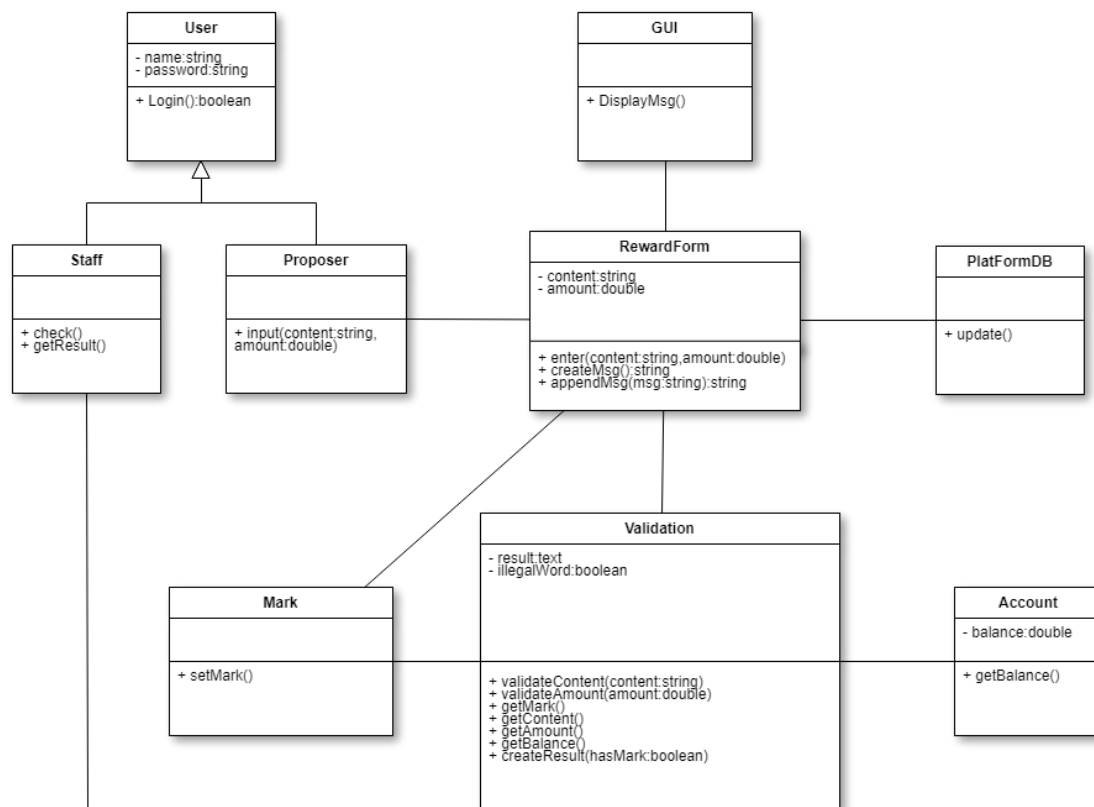 User
- name:string
- password:string
+ Login():boolean
GUI
+ DisplayMsg()
Staff
+ check()
+ getResult()
Proposer
+ input(content:string,
amount:double)
RewardForm
- content:string
- amount:double
+ enter(content:string,amount:double)
+ createMsg():string
+ appendMsg(msg:string):string
PlatFormDB
+ update()
Mark
+ setMark()
Validation
- result:text
- illegalWord:boolean
+ validateContent(content:string)
+ validateAmount(amount:double)
+ getMark()
+ getContent()
+ getAmount()
+ getBalance()
+ createResult(hasMark:boolean)
Account
- balance:double
+ getBalance()